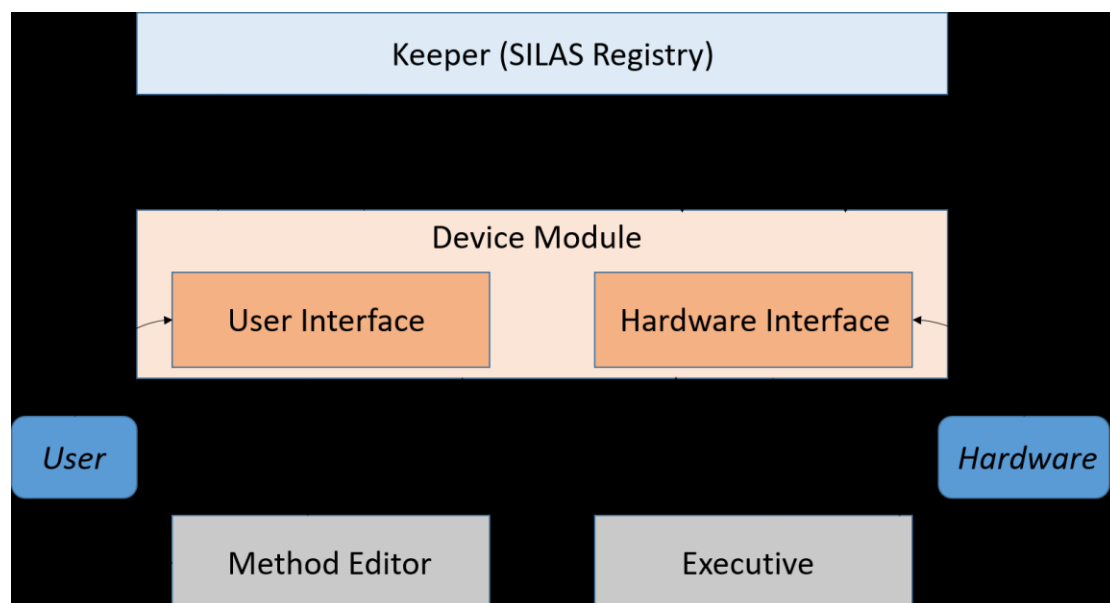 Keeper (SILAS Registry)
Device Module
User Interface
Hardware Interface
User
Hardware
Method Editor
Executive